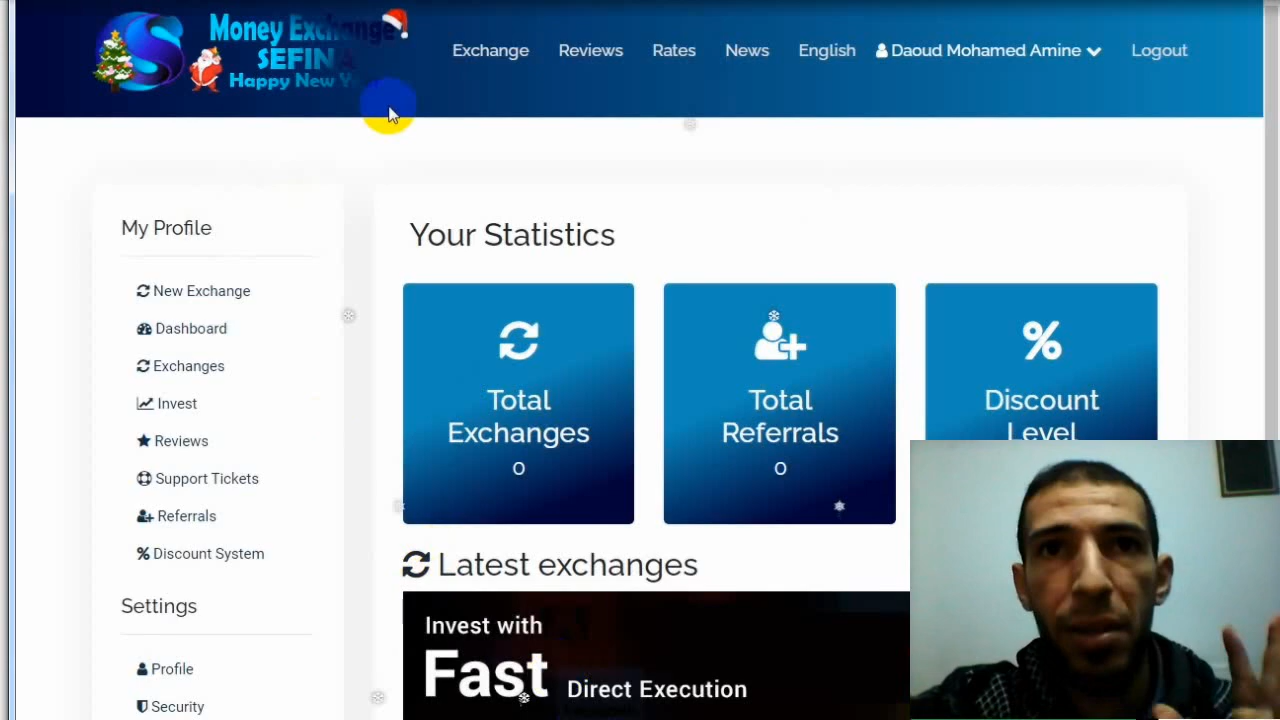 Money Exchange
SEFINA
Happy New
Exchange
Reviews
Rates
News
English
Daoud Mohamed Amine
Logout
My Profile
New Exchange
Dashboard
Exchanges
Invest
Reviews
Support Tickets
Referrals
Discount System
Settings
Profile
Security
Your Statistics
Total
Exchanges
0
Total
Referrals
0
Discount
Level
Latest exchanges
Invest with
Fast Direct Execution